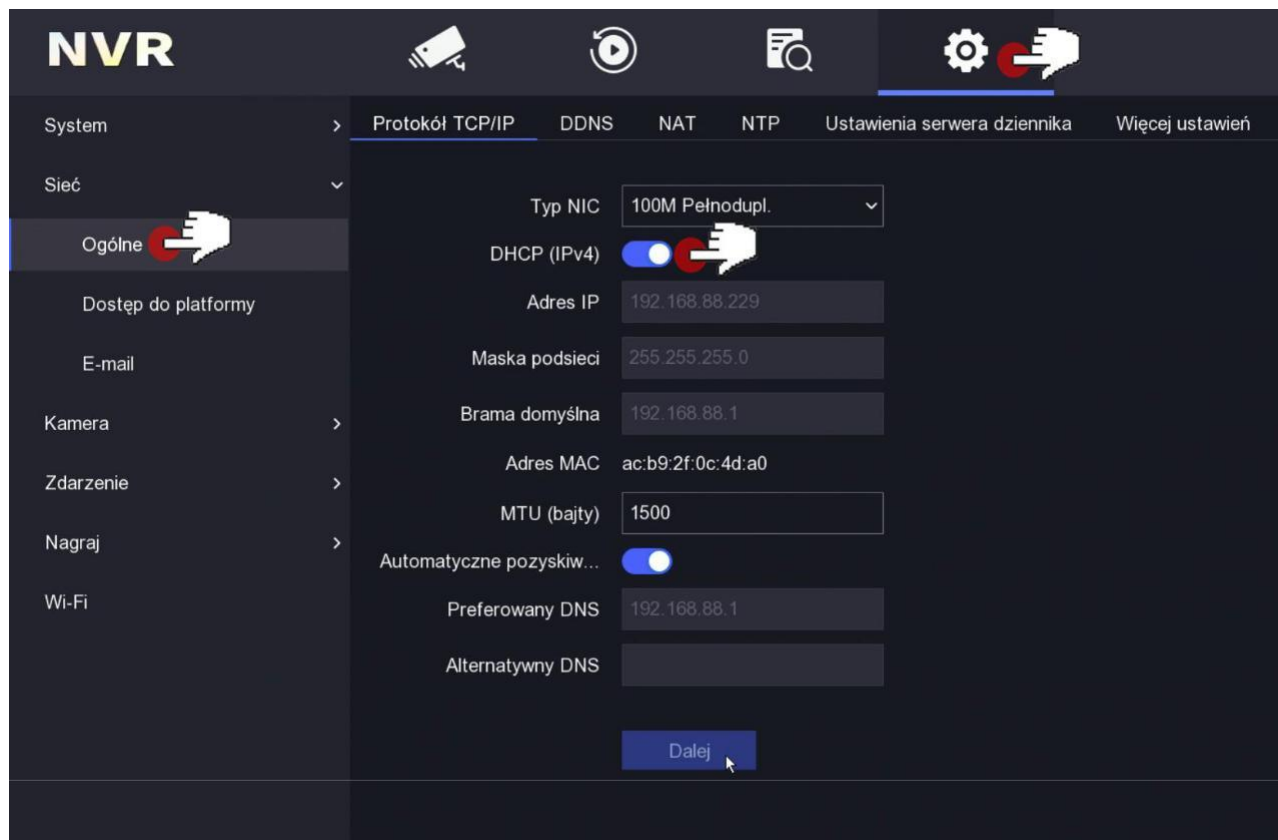 NVR
System
Protokół TCP/IP DDNS NAT NTP Ustawienia serwera dziennika Więcej ustawień
Sieć
Ogólne
Dostęp do platformy
E-mail
Kamera
Zdarzenie
Nagraj
Wi-Fi
Typ NIC 100M Pełnodupl.
DHCP (IPv4)
Adres IP 192.168.88.229
Maska podsieci 255.255.255.0
Brama domyślna 192.168.88.1
Adres MAC ac:b9:2f:0c:4d:a0
MTU (bajty) 1500
Automatyczne pozyskiw...
Preferowany DNS 192.168.88.1
Alternatywny DNS
Dalej